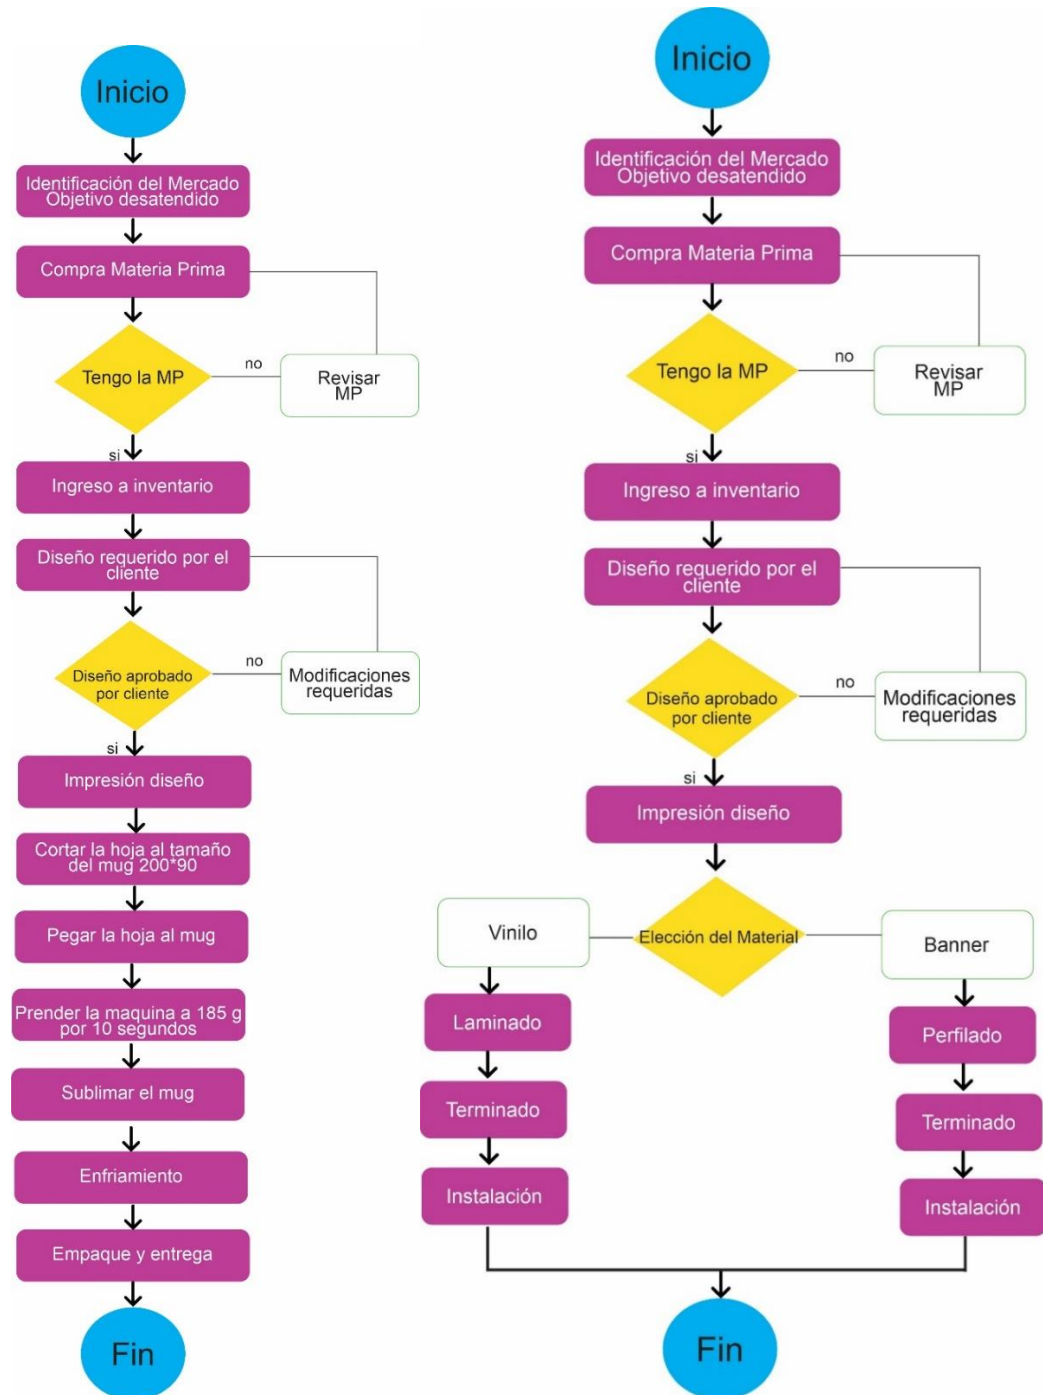 Inicio
Identificación del Mercado
Objetivo desatendido
Compra Materia Prima
Tengo la MP
no
Revisar
MP
si
Ingreso a inventario
Diseño requerido por el
cliente
Diseño aprobado
por cliente
no
Modificaciones
requeridas
si
Impresión diseño
Cortar la hoja al tamaño
del mug 200*90
Pegar la hoja al mug
Prender la maquina a 185 g
por 10 segundos
Sublimar el mug
Enfriamiento
Empaque y entrega
Fin
Inicio
Identificación del Mercado
Objetivo desatendido
Compra Materia Prima
Tengo la MP
no
Revisar
MP
si
Ingreso a inventario
Diseño requerido por el
cliente
Diseño aprobado
por cliente
no
Modificaciones
requeridas
si
Impresión diseño
Elección del Material
Vinilo
Laminado
Terminado
Instalación
Banner
Perfilado
Terminado
Instalación
Fin